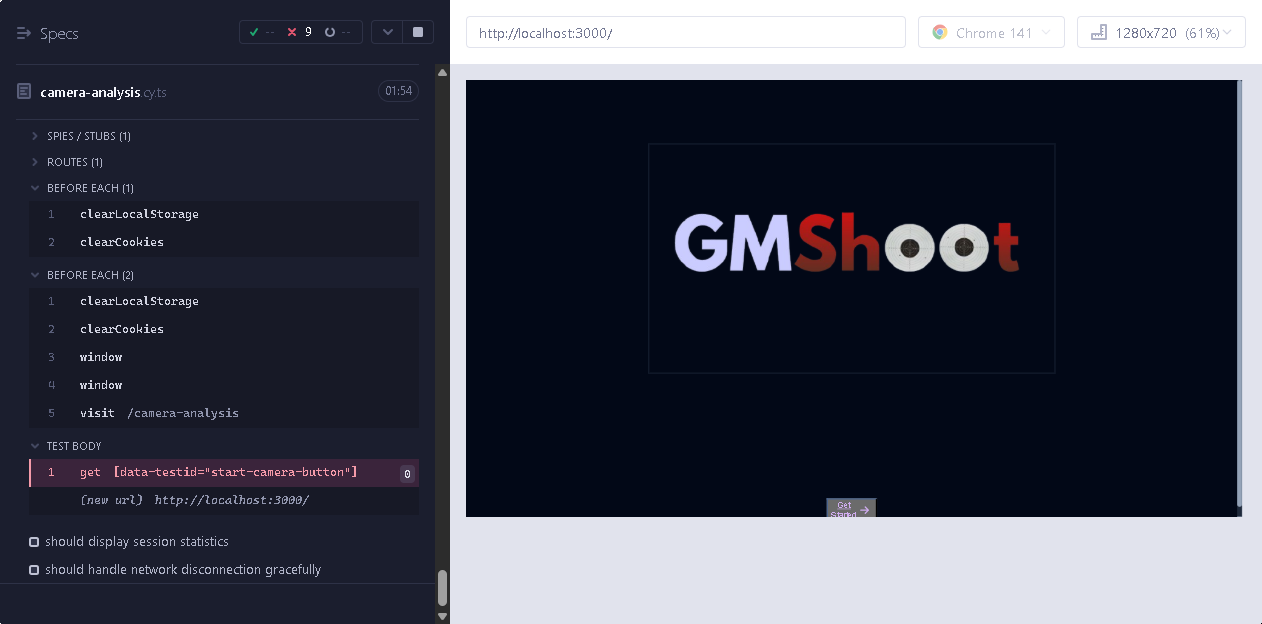 Specs
-- 9 --
camera-analysis.cy.ts 01:54
SPIES / STUBS (1)
ROUTES (1)
BEFORE EACH (1)
1 clearLocalStorage
2 clearCookies
BEFORE EACH (2)
1 clearLocalStorage
2 clearCookies
3 window
4 window
5 visit /camera-analysis
TEST BODY
1 get [data-testid="start-camera-button"] 0
(new url) http://localhost:3000/
should display session statistics
should handle network disconnection gracefully
http://localhost:3000/
Chrome 141
1280x720 (61%)
GMShoot
Get
Started